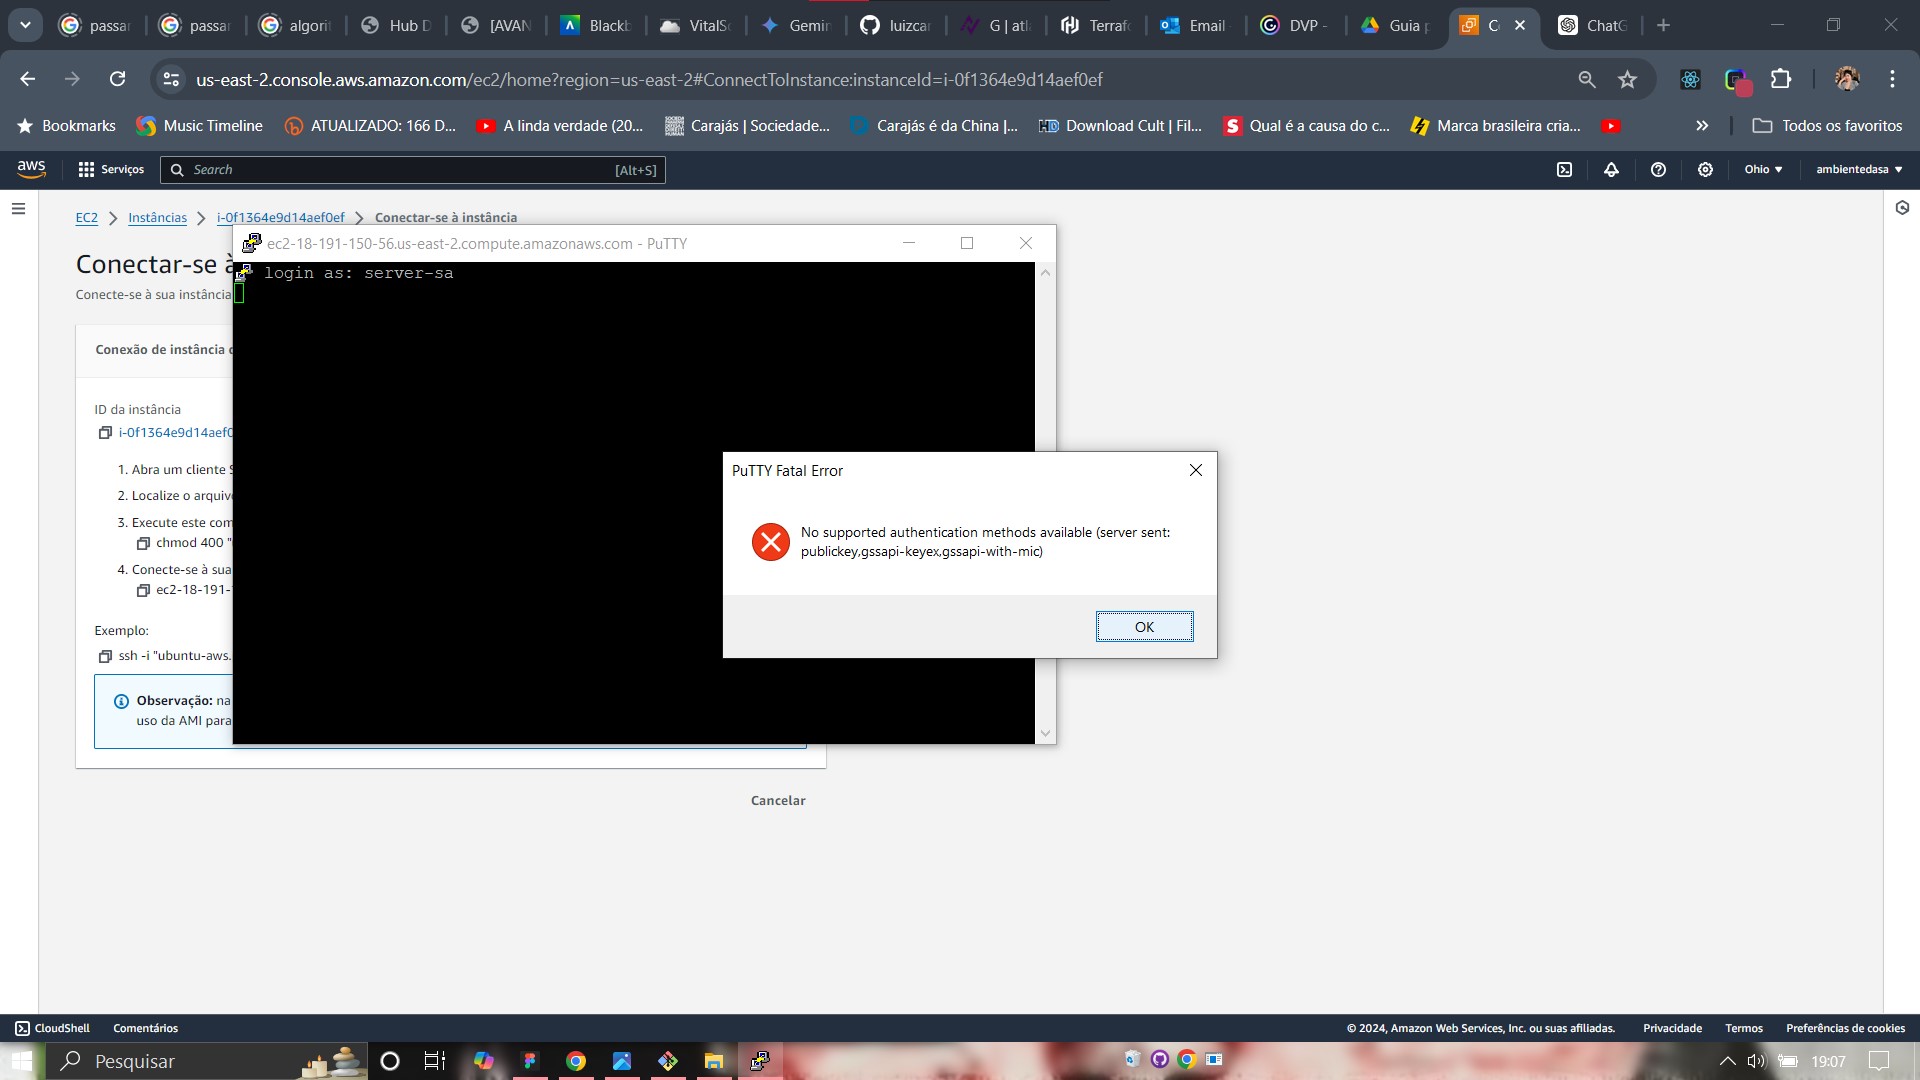 passar
passar
algorit
Hub D
[AVAN
Blackb
VitalSo
Gemin
luizcar
G | atla
Terrafo
Email
DVP -
Guia p
C
ChatG
us-east-2.console.aws.amazon.com/ec2/home?region=us-east-2#ConnectToInstance:instanceId=i-0f1364e9d14aef0ef
Bookmarks
Music Timeline
ATUALIZADO: 166 D...
A linda verdade (20...
Carajás | Sociedade...
Carajás é da China |...
Download Cult | Fil...
Qual é a causa do c...
Marca brasileira cria...
Todos os favoritos
aws
Serviços
Search
[Alt+S]
Ohio
ambientedasa
EC2
Instâncias
i-0f1364e9d14aef0ef
Conectar-se à instância
Conectar-se à
Conecte-se à sua instância
Conexão de instância
ID da instância
i-0f1364e9d14aef0
1. Abra um cliente S
2. Localize o arquivo
3. Execute este com
chmod 400 "
4. Conecte-se à sua
ec2-18-191-
Exemplo:
ssh -i "ubuntu-aws.
Observação: na
uso da AMI para
ec2-18-191-150-56.us-east-2.compute.amazonaws.com - PuTTY
login as: server-sa
PuTTY Fatal Error
No supported authentication methods available (server sent:
publickey,gssapi-keyex,gssapi-with-mic)
OK
Cancelar
CloudShell
Comentários
© 2024, Amazon Web Services, Inc. ou suas afiliadas.
Privacidade
Termos
Preferências de cookies
Pesquisar
19:07